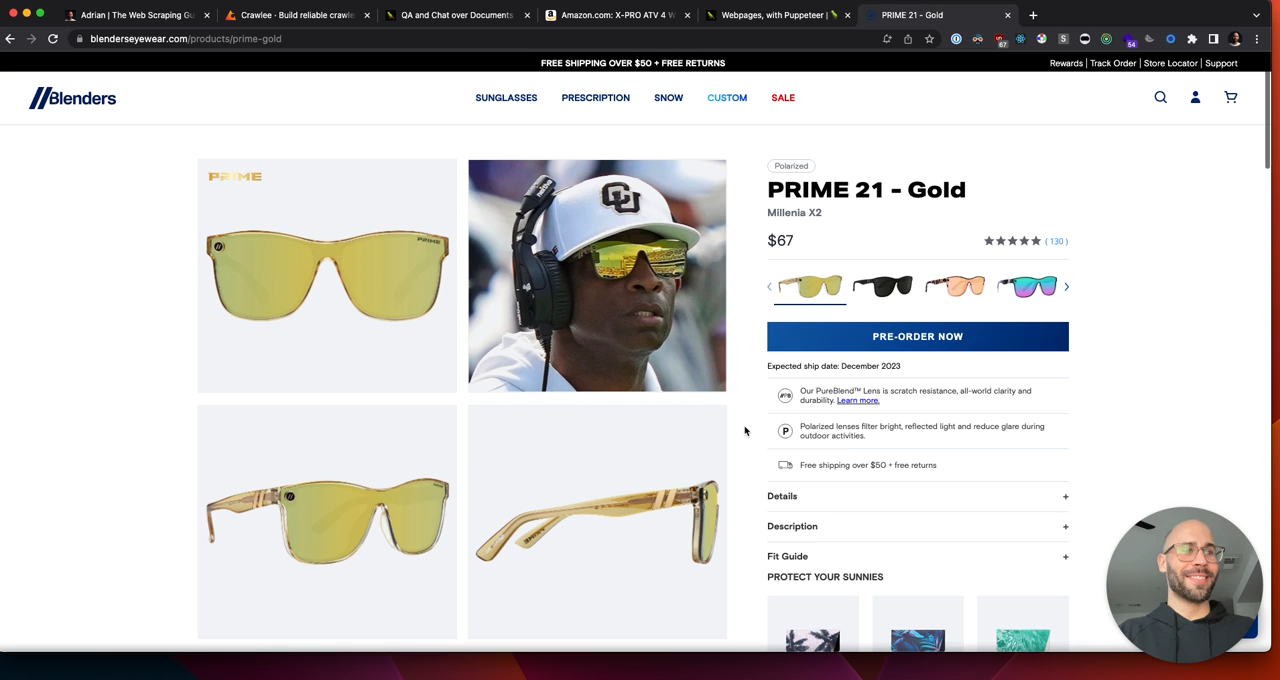 Adrian | The Web Scraping Gu
Crawlee · Build reliable crawle
QA and Chat over Documents
Amazon.com: X-PRO ATV 4 W
Webpages, with Puppeteer |
PRIME 21 - Gold
blenderseyewear.com/products/prime-gold
67
54
FREE SHIPPING OVER $50 + FREE RETURNS
Rewards | Track Order | Store Locator | Support
Blenders
SUNGLASSES
PRESCRIPTION
SNOW
CUSTOM
SALE
PRIME
Polarized
PRIME 21 - Gold
Millenia X2
$67
( 130 )
PRE-ORDER NOW
Expected ship date: December 2023
Our PureBlend™ Lens is scratch resistance, all-world clarity and
durability. Learn more.
P
Polarized lenses filter bright, reflected light and reduce glare during
outdoor activities.
Free shipping over $50 + free returns
Details +
Description +
Fit Guide +
PROTECT YOUR SUNNIES